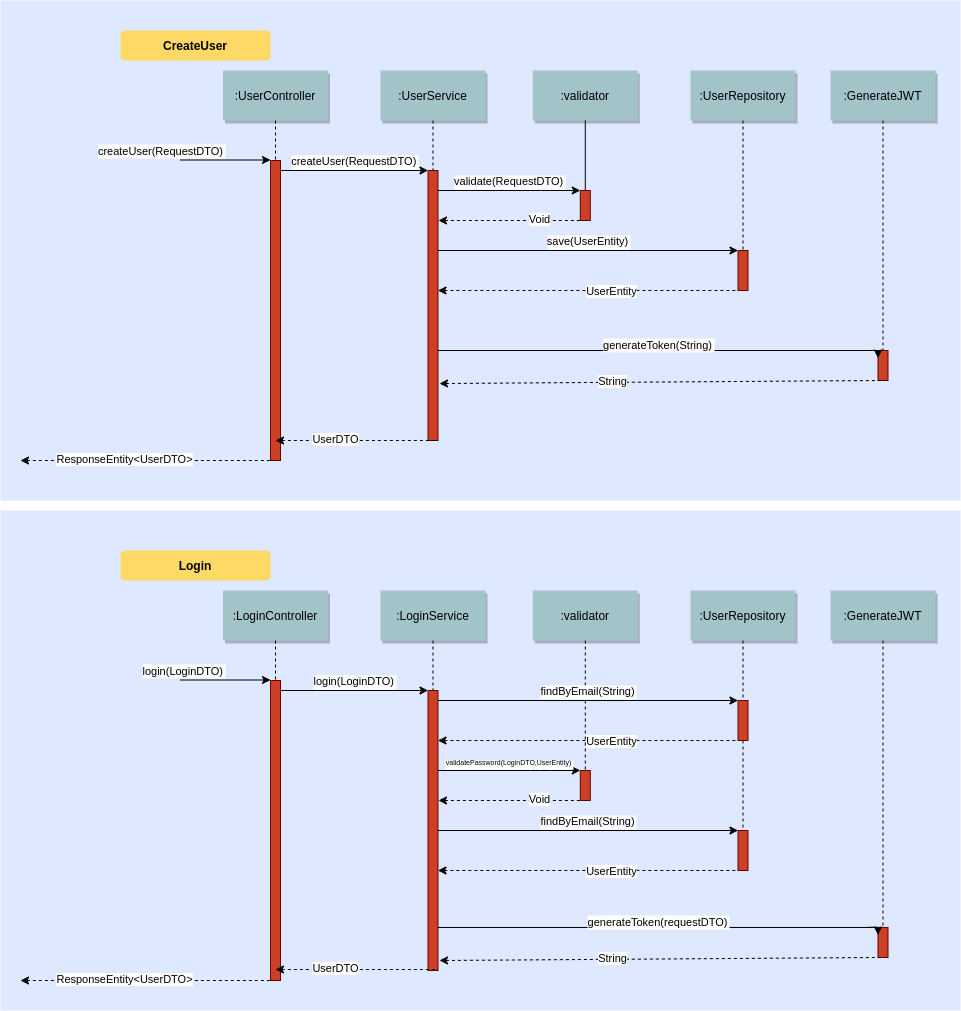 CreateUser
:UserController
:UserService
:validator
:UserRepository
:GenerateJWT
createUser(RequestDTO)
createUser(RequestDTO)
validate(RequestDTO)
Void
save(UserEntity)
UserEntity
generateToken(String)
String
UserDTO
ResponseEntity<UserDTO>
Login
:LoginController
:LoginService
:validator
:UserRepository
:GenerateJWT
login(LoginDTO)
login(LoginDTO)
findByEmail(String)
UserEntity
validatePassword(LoginDTO,UserEntity)
Void
findByEmail(String)
UserEntity
generateToken(requestDTO)
String
UserDTO
ResponseEntity<UserDTO>